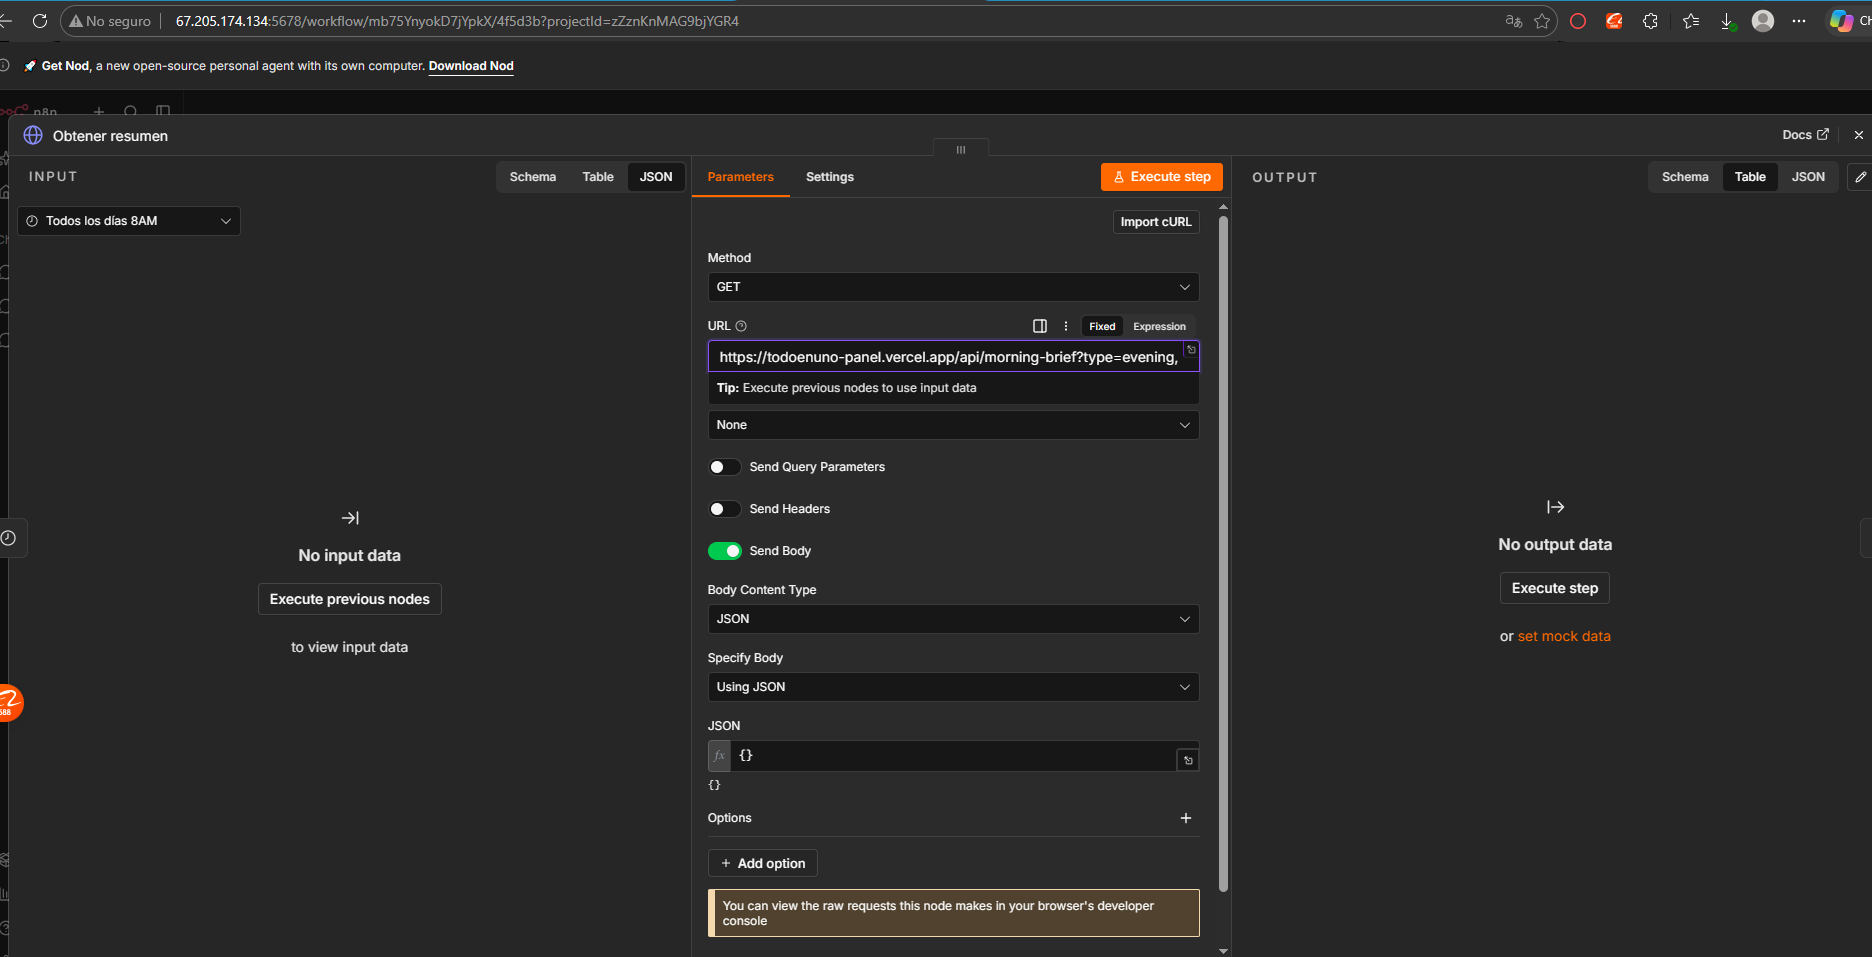 No seguro
67.205.174.134:5678/workflow/mb75YnyokD7jYpkX/4f5d3b?projectId=zZznKnMAG9bjYGR4
🚀 Get Nod, a new open-source personal agent with its own computer. Download Nod
n8n
Obtener resumen
Docs
INPUT
Schema
Table
JSON
Parameters
Settings
Execute step
OUTPUT
Schema
Table
JSON
Todos los días 8AM
Import cURL
Method
GET
URL
Fixed
Expression
https://todoenuno-panel.vercel.app/api/morning-brief?type=evening,
Tip: Execute previous nodes to use input data
None
Send Query Parameters
Send Headers
Send Body
Body Content Type
JSON
Specify Body
Using JSON
JSON
fx
{}
{}
Options
Add option
You can view the raw requests this node makes in your browser's developer
console
No input data
Execute previous nodes
to view input data
No output data
Execute step
or set mock data